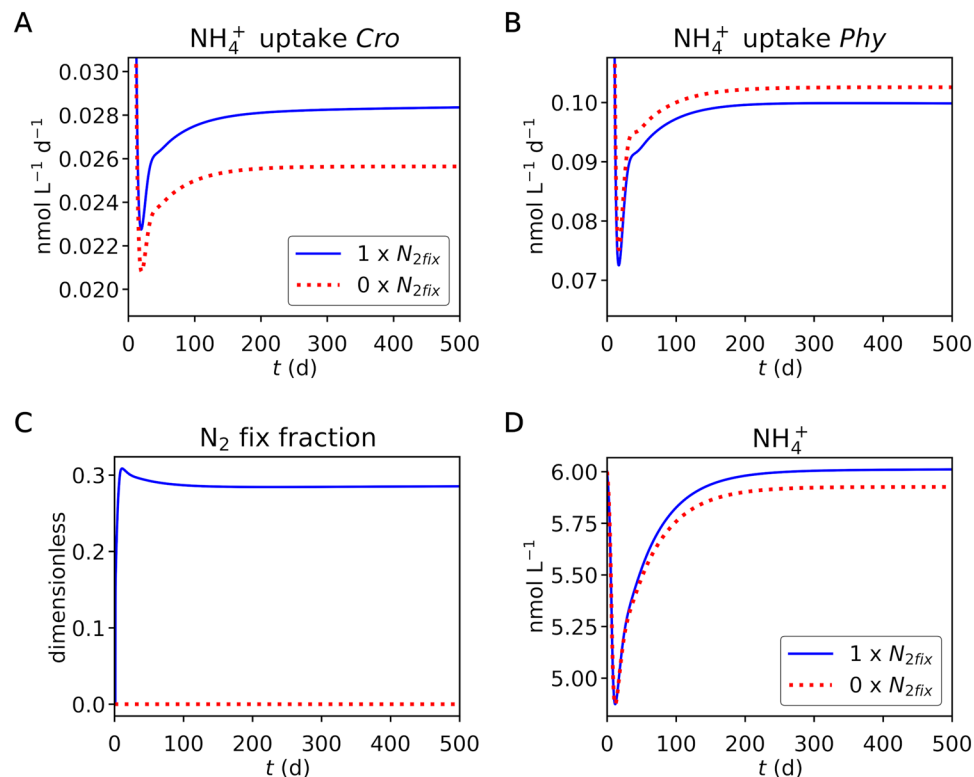 A
NH₄⁺ uptake Cro
nmol L⁻¹ d⁻¹
0.030
0.028
0.026
0.024
0.022
0.020
1 x N₂fix
0 x N₂fix
0 100 200 300 400 500
t (d)
B
NH₄⁺ uptake Phy
nmol L⁻¹ d⁻¹
0.10
0.09
0.08
0.07
0 100 200 300 400 500
t (d)
C
N₂ fix fraction
dimensionless
0.3
0.2
0.1
0.0
0 100 200 300 400 500
t (d)
D
NH₄⁺
nmol L⁻¹
6.00
5.75
5.50
5.25
5.00
1 x N₂fix
0 x N₂fix
0 100 200 300 400 500
t (d)